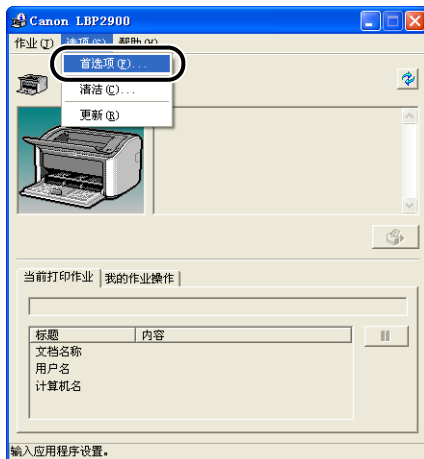 Canon LBP2900
作业(T) 选项(S) 帮助(H)
首选项(P)...
清洁(C)...
更新(R)
当前打印作业 我的作业操作
标题 内容
文档名称
用户名
计算机名
输入应用程序设置。